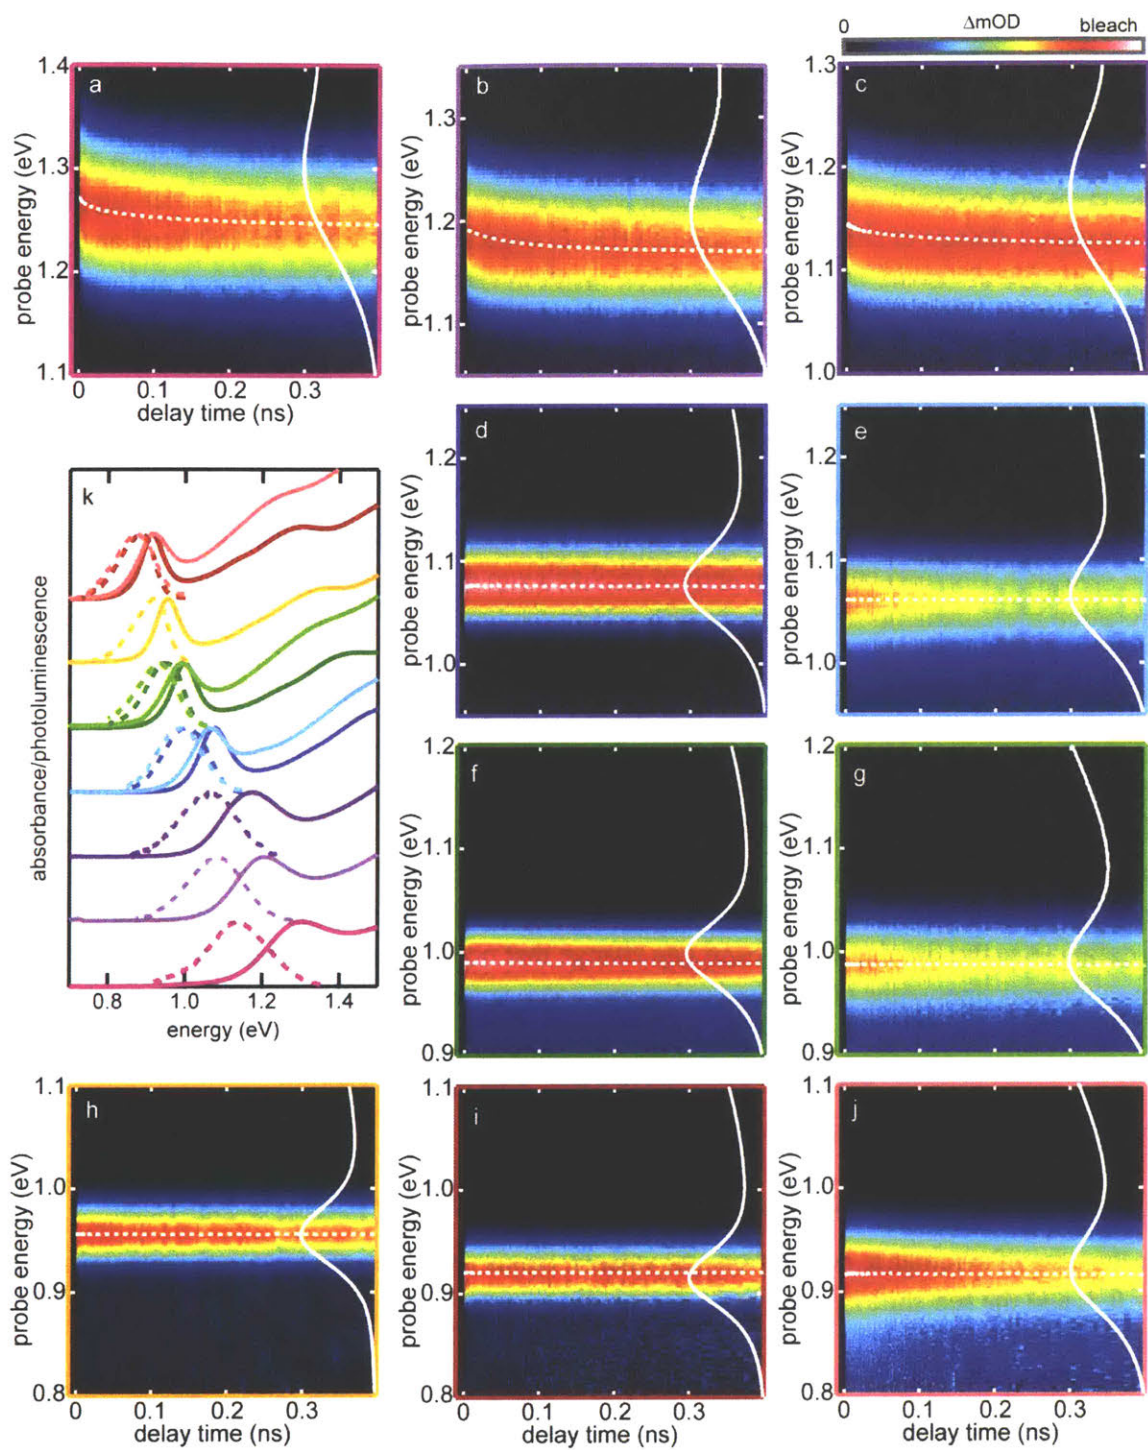 0 ΔmOD bleach
a
b
c
1.4
1.3
1.2
1.1
probe energy (eV)
0 0.1 0.2 0.3
delay time (ns)
1.3
1.2
1.1
1.0
probe energy (eV)
1.3
1.2
1.1
1.0
probe energy (eV)
k
absorbance/photoluminescence
0.8 1.0 1.2 1.4
energy (eV)
d
1.2
1.1
1.0
probe energy (eV)
e
1.2
1.1
1.0
probe energy (eV)
f
1.2
1.1
1.0
0.9
probe energy (eV)
g
1.2
1.1
1.0
0.9
probe energy (eV)
h
1.1
1.0
0.9
0.8
probe energy (eV)
0 0.1 0.2 0.3
delay time (ns)
i
1.1
1.0
0.9
0.8
probe energy (eV)
0 0.1 0.2 0.3
delay time (ns)
j
1.1
1.0
0.9
0.8
probe energy (eV)
0 0.1 0.2 0.3
delay time (ns)